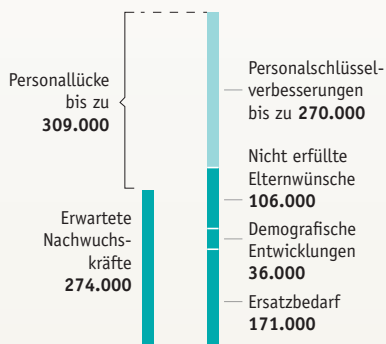 Personallücke
bis zu
309.000
Erwartete
Nachwuchs-
kräfte
274.000
Personalschlüssel-
verbesserungen
bis zu 270.000
Nicht erfüllte
Elternwünsche
106.000
Demografische
Entwicklungen
36.000
Ersatzbedarf
171.000